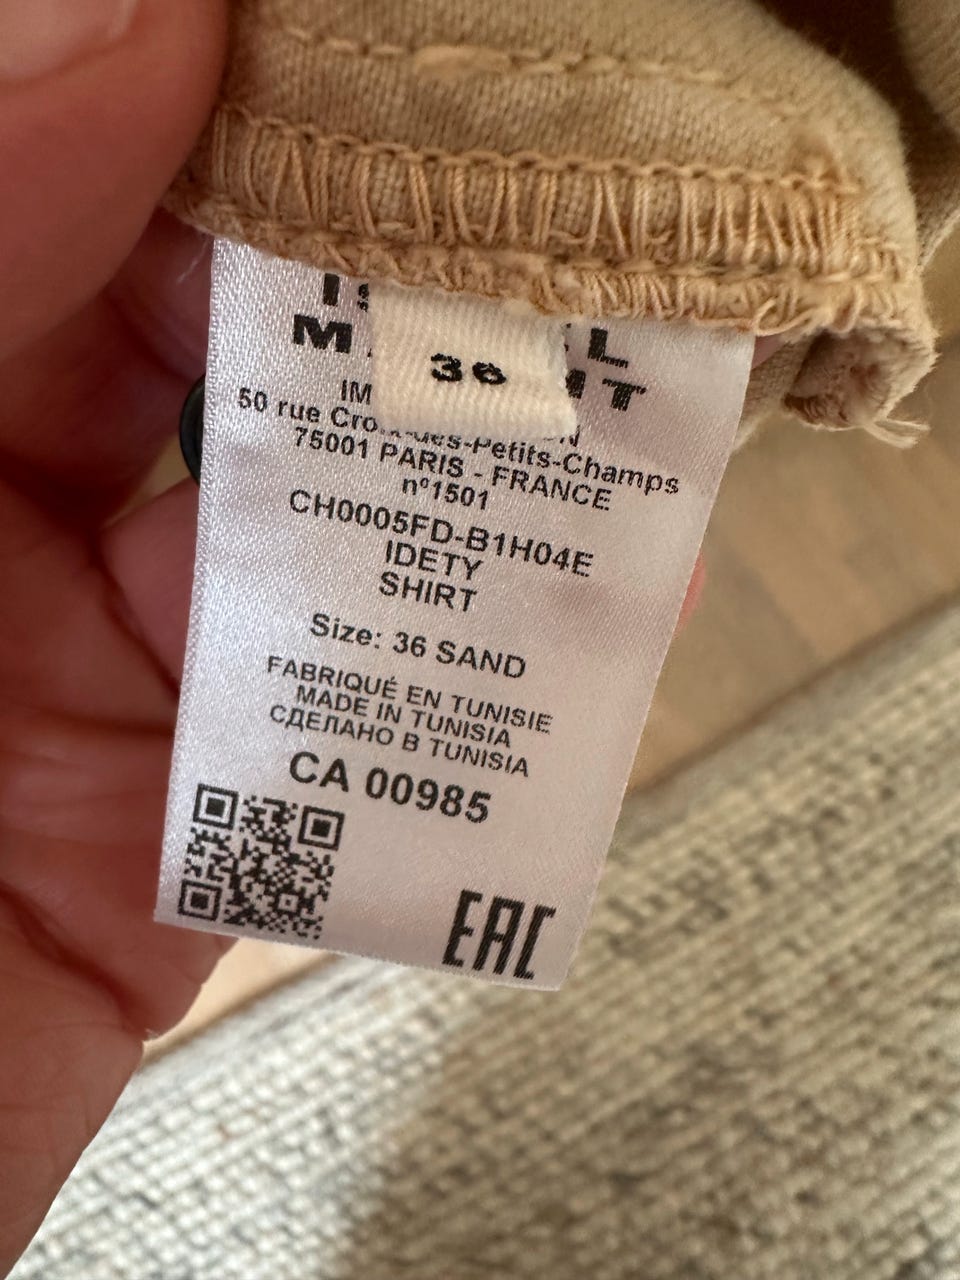 36
50 rue Croix-des-Petits-Champs
75001 PARIS - FRANCE
nº1501
CH0005FD-B1H04E
IDETY
SHIRT
Size: 36 SAND
FABRIQUÉ EN TUNISIE
MADE IN TUNISIA
СДЕЛАНО В TUNISIA
CA 00985
EAC